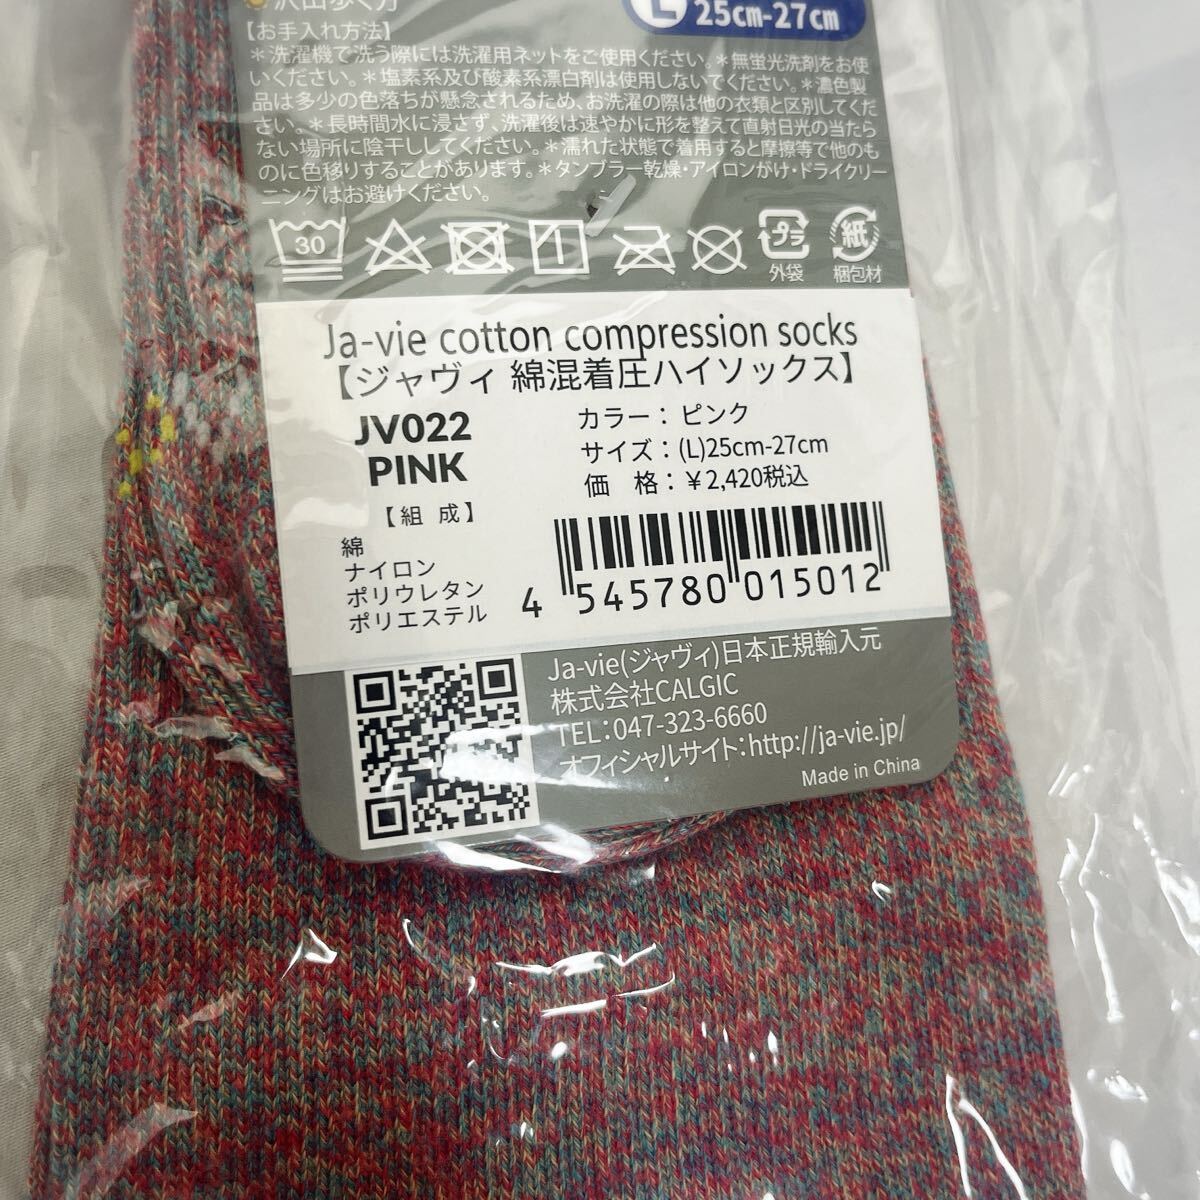 沢山歩く方
L 25cm-27cm
【お手入れ方法】
＊洗濯機で洗う際には洗濯用ネットをご使用ください。＊無蛍光洗剤をお使
いください。＊塩素系及び酸素系漂白剤は使用しないでください。＊濃色製
品は多少の色落ちが懸念されるため、お洗濯の際は他の衣類と区別してくだ
さい。＊長時間水に浸さず、洗濯後は速やかに形を整えて直射日光の当たら
ない場所に陰干ししてください。＊濡れた状態で着用すると摩擦等で他のも
のに色移りすることがあります。＊タンブラー乾燥・アイロンがけ・ドライクリー
ニングはお避けください。
30
プラ
外袋
紙
梱包材
Ja-vie cotton compression socks
【ジャヴィ 綿混着圧ハイソックス】
JV022
PINK
カラー：ピンク
サイズ：(L)25cm-27cm
価 格：￥2,420税込
【組成】
綿
ナイロン
ポリウレタン
ポリエステル
4 545780 015012
Ja-vie(ジャヴィ)日本正規輸入元
株式会社CALGIC
TEL：047-323-6660
オフィシャルサイト：http://ja-vie.jp/
Made in China